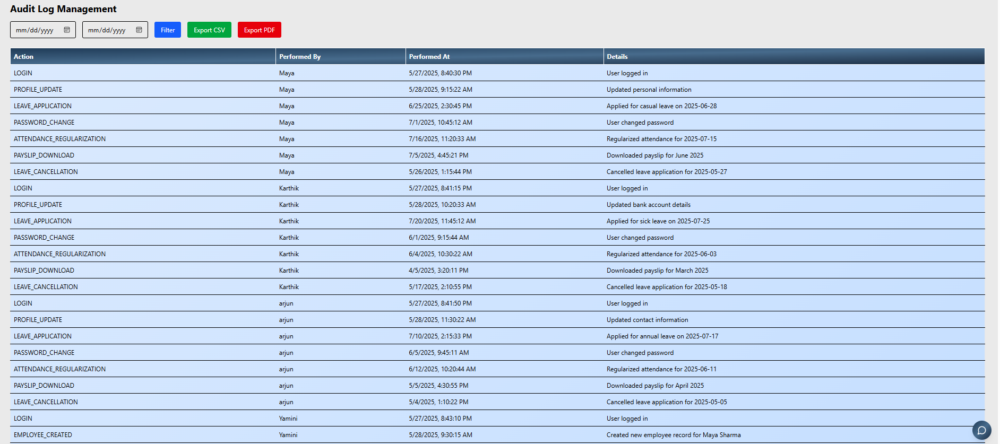 Audit Log Management
mm/dd/yyyy mm/dd/yyyy Filter Export CSV Export PDF
Action Performed By Performed At Details
LOGIN Maya 5/27/2025, 8:40:30 PM User logged in
PROFILE_UPDATE Maya 5/28/2025, 9:15:22 AM Updated personal information
LEAVE_APPLICATION Maya 6/25/2025, 2:30:45 PM Applied for casual leave on 2025-06-28
PASSWORD_CHANGE Maya 7/1/2025, 10:45:12 AM User changed password
ATTENDANCE_REGULARIZATION Maya 7/16/2025, 11:20:33 AM Regularized attendance for 2025-07-15
PAYSLIP_DOWNLOAD Maya 7/5/2025, 4:45:21 PM Downloaded payslip for June 2025
LEAVE_CANCELLATION Maya 5/26/2025, 1:15:44 PM Cancelled leave application for 2025-05-27
LOGIN Karthik 5/27/2025, 8:41:15 PM User logged in
PROFILE_UPDATE Karthik 5/28/2025, 10:20:33 AM Updated bank account details
LEAVE_APPLICATION Karthik 7/20/2025, 11:45:12 AM Applied for sick leave on 2025-07-25
PASSWORD_CHANGE Karthik 6/1/2025, 9:15:44 AM User changed password
ATTENDANCE_REGULARIZATION Karthik 6/4/2025, 10:30:22 AM Regularized attendance for 2025-06-03
PAYSLIP_DOWNLOAD Karthik 4/5/2025, 3:20:11 PM Downloaded payslip for March 2025
LEAVE_CANCELLATION Karthik 5/17/2025, 2:10:55 PM Cancelled leave application for 2025-05-18
LOGIN arjun 5/27/2025, 8:41:50 PM User logged in
PROFILE_UPDATE arjun 5/28/2025, 11:30:22 AM Updated contact information
LEAVE_APPLICATION arjun 7/10/2025, 2:15:33 PM Applied for annual leave on 2025-07-17
PASSWORD_CHANGE arjun 6/5/2025, 9:45:11 AM User changed password
ATTENDANCE_REGULARIZATION arjun 6/12/2025, 10:20:44 AM Regularized attendance for 2025-06-11
PAYSLIP_DOWNLOAD arjun 5/5/2025, 4:30:55 PM Downloaded payslip for April 2025
LEAVE_CANCELLATION arjun 5/4/2025, 1:10:22 PM Cancelled leave application for 2025-05-05
LOGIN Yamini 5/27/2025, 8:43:10 PM User logged in
EMPLOYEE_CREATED Yamini 5/28/2025, 9:30:15 AM Created new employee record for Maya Sharma